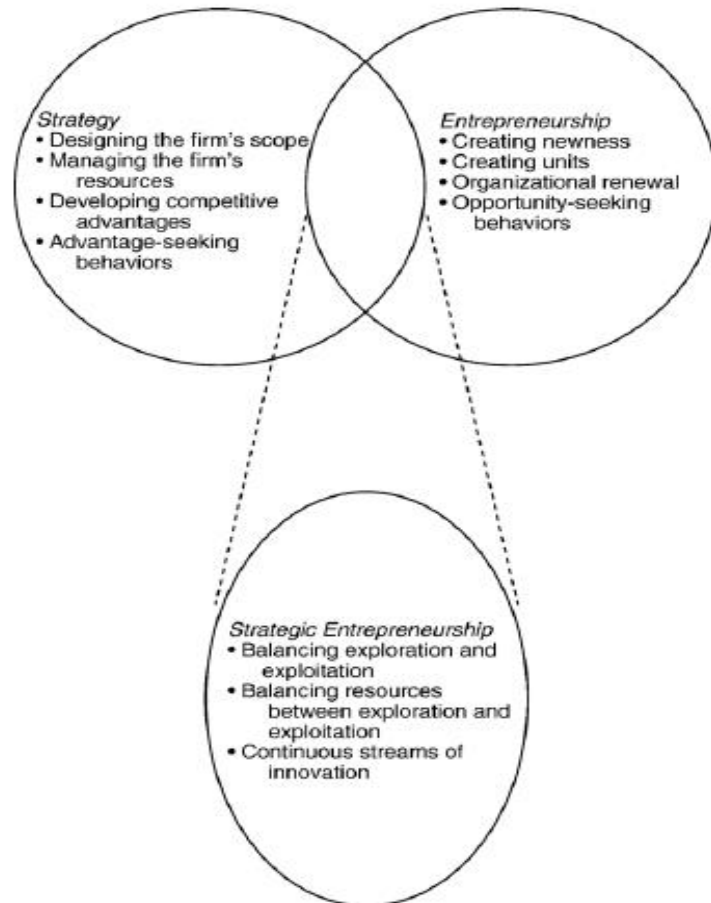 Strategy
• Designing the firm's scope
• Managing the firm's
resources
• Developing competitive
advantages
• Advantage-seeking
behaviors
Entrepreneurship
• Creating newness
• Creating units
• Organizational renewal
• Opportunity-seeking
behaviors
Strategic Entrepreneurship
• Balancing exploration and
exploitation
• Balancing resources
between exploration and
exploitation
• Continuous streams of
innovation